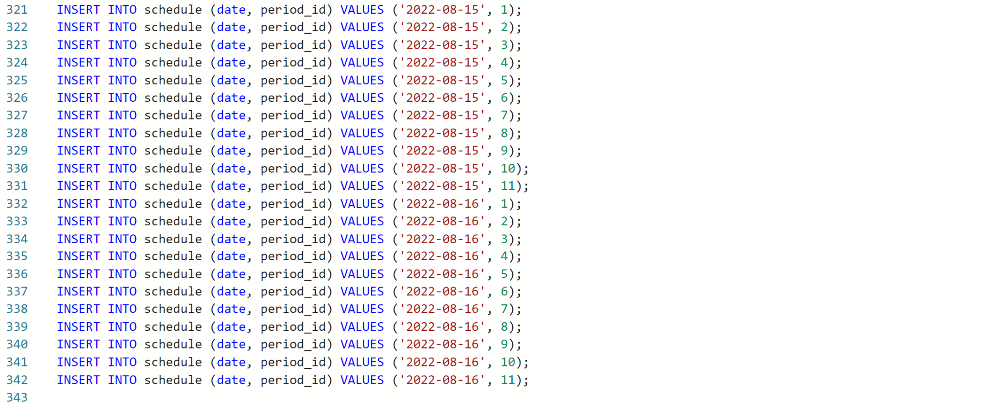 321 INSERT INTO schedule (date, period_id) VALUES ('2022-08-15', 1);
322 INSERT INTO schedule (date, period_id) VALUES ('2022-08-15', 2);
323 INSERT INTO schedule (date, period_id) VALUES ('2022-08-15', 3);
324 INSERT INTO schedule (date, period_id) VALUES ('2022-08-15', 4);
325 INSERT INTO schedule (date, period_id) VALUES ('2022-08-15', 5);
326 INSERT INTO schedule (date, period_id) VALUES ('2022-08-15', 6);
327 INSERT INTO schedule (date, period_id) VALUES ('2022-08-15', 7);
328 INSERT INTO schedule (date, period_id) VALUES ('2022-08-15', 8);
329 INSERT INTO schedule (date, period_id) VALUES ('2022-08-15', 9);
330 INSERT INTO schedule (date, period_id) VALUES ('2022-08-15', 10);
331 INSERT INTO schedule (date, period_id) VALUES ('2022-08-15', 11);
332 INSERT INTO schedule (date, period_id) VALUES ('2022-08-16', 1);
333 INSERT INTO schedule (date, period_id) VALUES ('2022-08-16', 2);
334 INSERT INTO schedule (date, period_id) VALUES ('2022-08-16', 3);
335 INSERT INTO schedule (date, period_id) VALUES ('2022-08-16', 4);
336 INSERT INTO schedule (date, period_id) VALUES ('2022-08-16', 5);
337 INSERT INTO schedule (date, period_id) VALUES ('2022-08-16', 6);
338 INSERT INTO schedule (date, period_id) VALUES ('2022-08-16', 7);
339 INSERT INTO schedule (date, period_id) VALUES ('2022-08-16', 8);
340 INSERT INTO schedule (date, period_id) VALUES ('2022-08-16', 9);
341 INSERT INTO schedule (date, period_id) VALUES ('2022-08-16', 10);
342 INSERT INTO schedule (date, period_id) VALUES ('2022-08-16', 11);
343